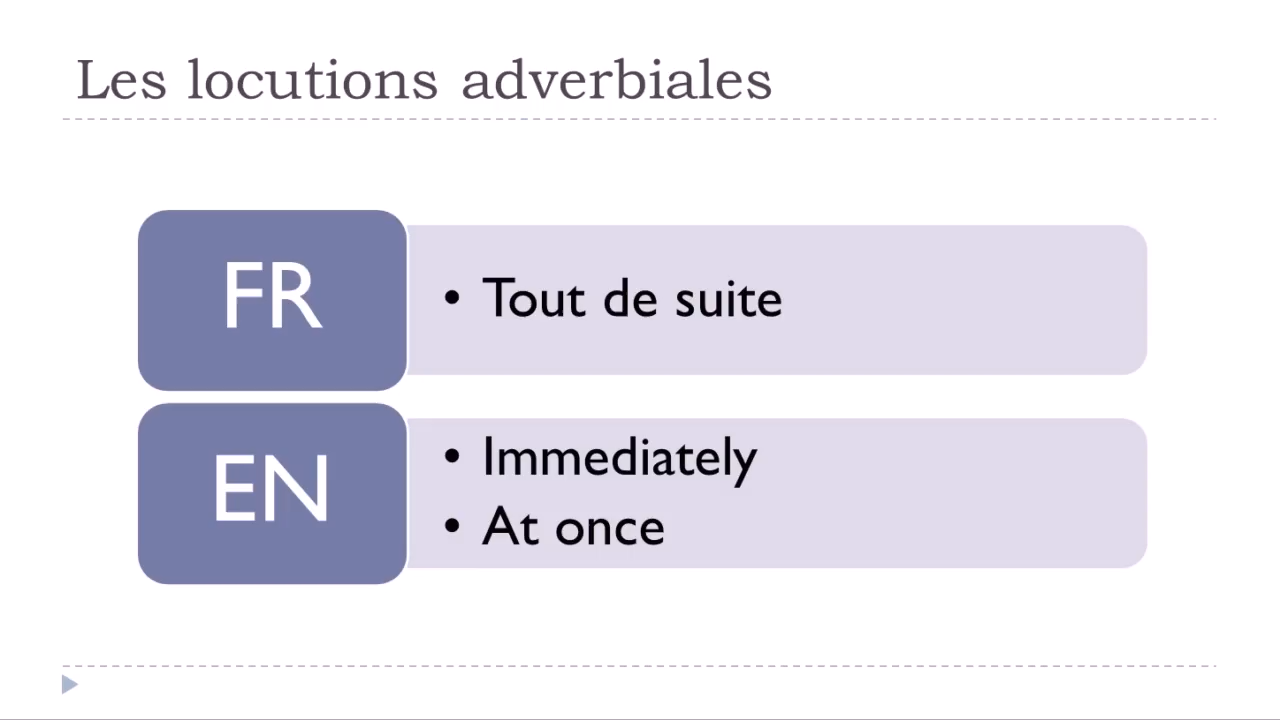 Les locutions adverbiales
FR
• Tout de suite
EN
• Immediately
• At once